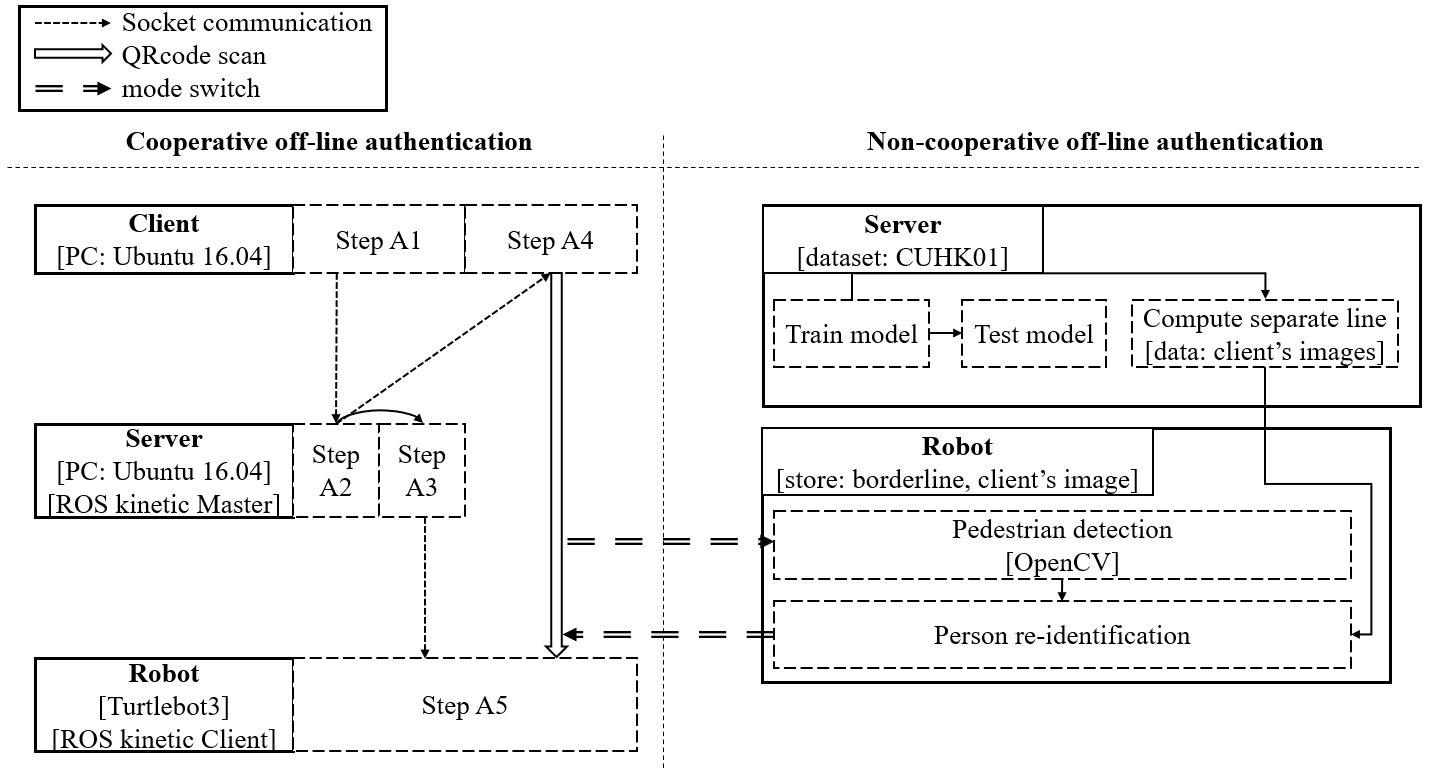 Socket communication
QRcode scan
mode switch
Cooperative off-line authentication
Non-cooperative off-line authentication
Client
[PC: Ubuntu 16.04]
Step A1
Step A4
Server
[PC: Ubuntu 16.04]
[ROS kinetic Master]
Step
A2
Step
A3
Robot
[Turtlebot3]
[ROS kinetic Client]
Step A5
Server
[dataset: CUHK01]
Train model
Test model
Compute separate line
[data: client’s images]
Robot
[store: borderline, client’s image]
Pedestrian detection
[OpenCV]
Person re-identification